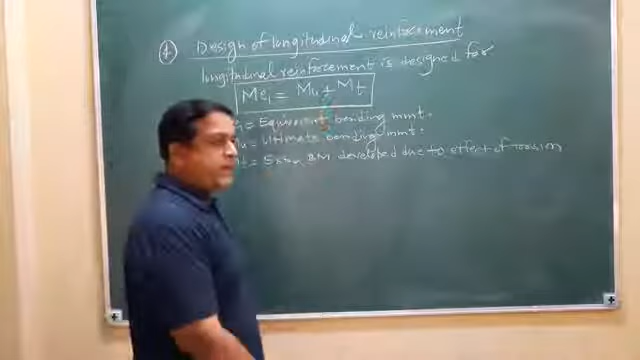 ① Design of longitudinal reinforcement
longitudinal reinforcement is designed for
Me1 = Mu + Mt
= Equivalent bending mmt.
= Ultimate bending mmt.
= Extra BM developed due to effect of Torsion